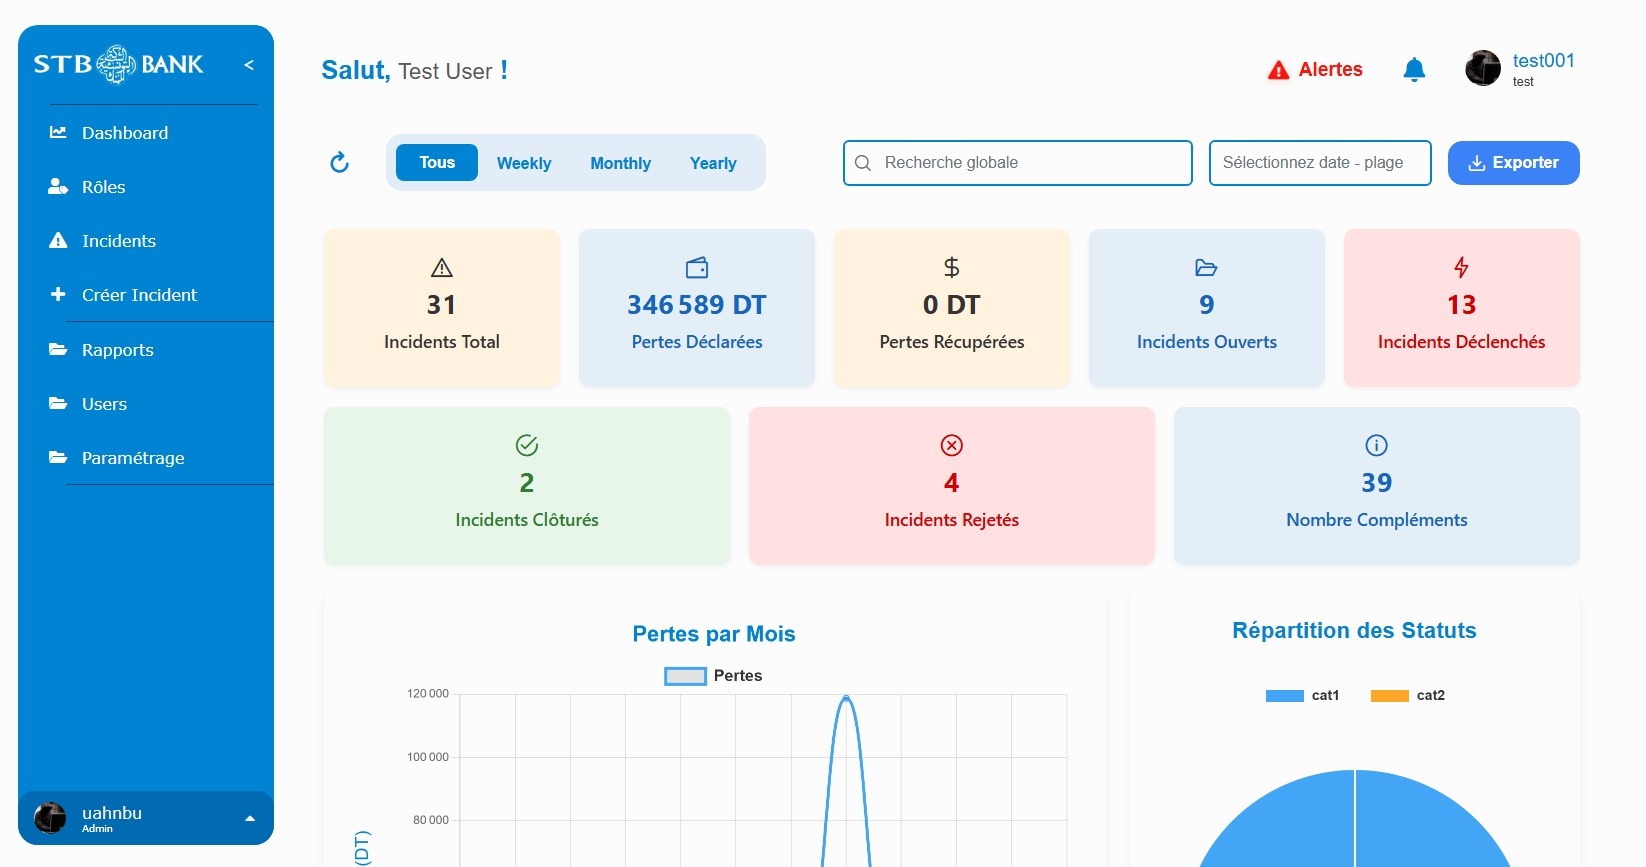 STB BANK
<
Dashboard
Rôles
Incidents
Créer Incident
Rapports
Users
Paramétrage
uahnbu
Admin
Salut, Test User !
Alertes
test001
test
Tous
Weekly
Monthly
Yearly
Recherche globale
Sélectionnez date - plage
Exporter
31
Incidents Total
346 589 DT
Pertes Déclarées
0 DT
Pertes Récupérées
9
Incidents Ouverts
13
Incidents Déclenchés
2
Incidents Clôturés
4
Incidents Rejetés
39
Nombre Compléments
Pertes par Mois
Pertes
120 000
100 000
80 000
(DT)
Répartition des Statuts
cat1
cat2